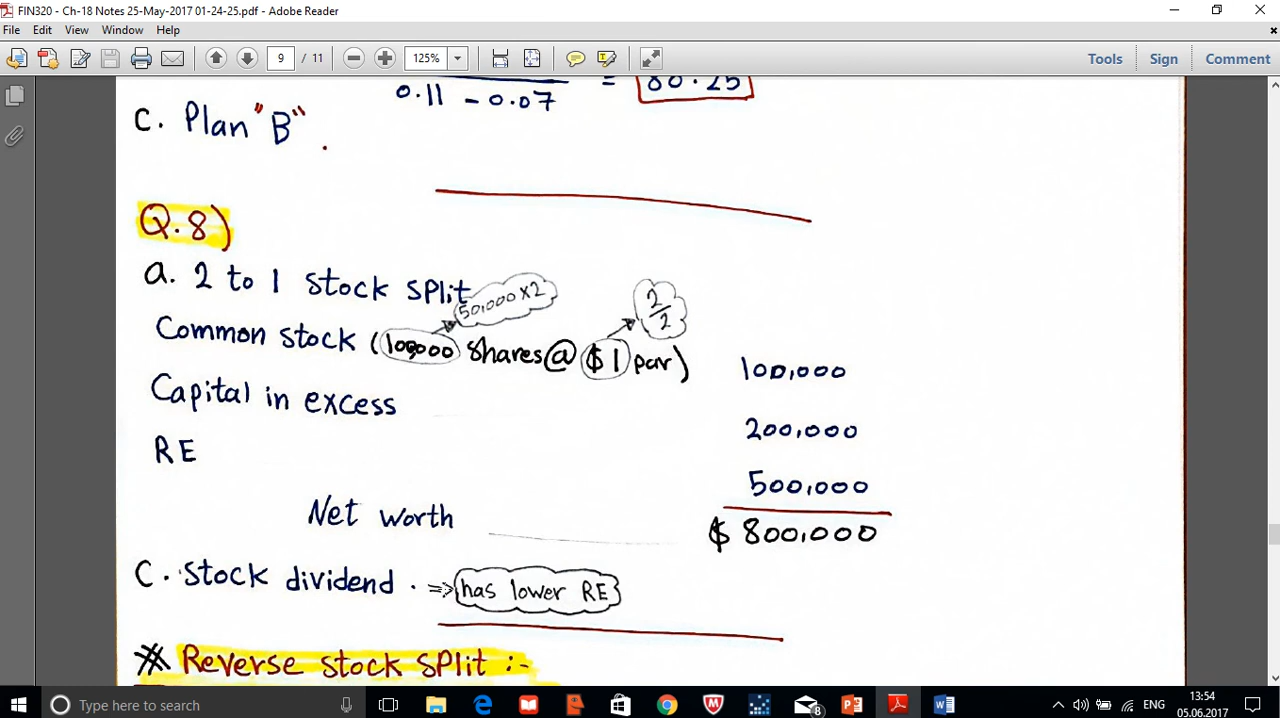 FIN320 - Ch-18 Notes 25-May-2017 01-24-25.pdf - Adobe Reader
File Edit View Window Help
9 / 11 125% Tools Sign Comment
0.11 - 0.07 = 80.25
C. Plan "B" .
Q.8)
a. 2 to 1 stock split
50,000 x 2
2/2
Common stock (100,000 shares @ $1 par) 100,000
Capital in excess 200,000
RE 500,000
Net worth $ 800,000
C. Stock dividend . => has lower RE
* Reverse stock split :-
Type here to search
8
ENG
13:54
05.06.2017